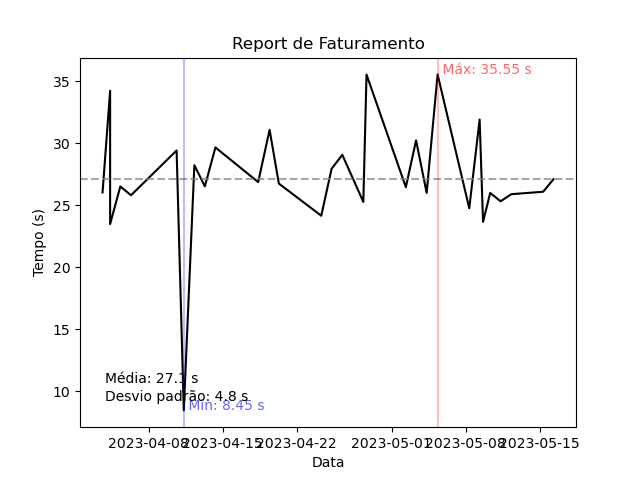 Report de Faturamento
Máx: 35.55 s
35
30
25
20
15
10
Tempo (s)
Média: 27.1 s
Desvio padrão: 4.8 s
Mín: 8.45 s
2023-04-08 2023-04-15 2023-04-22 2023-05-01 2023-05-08 2023-05-15
Data